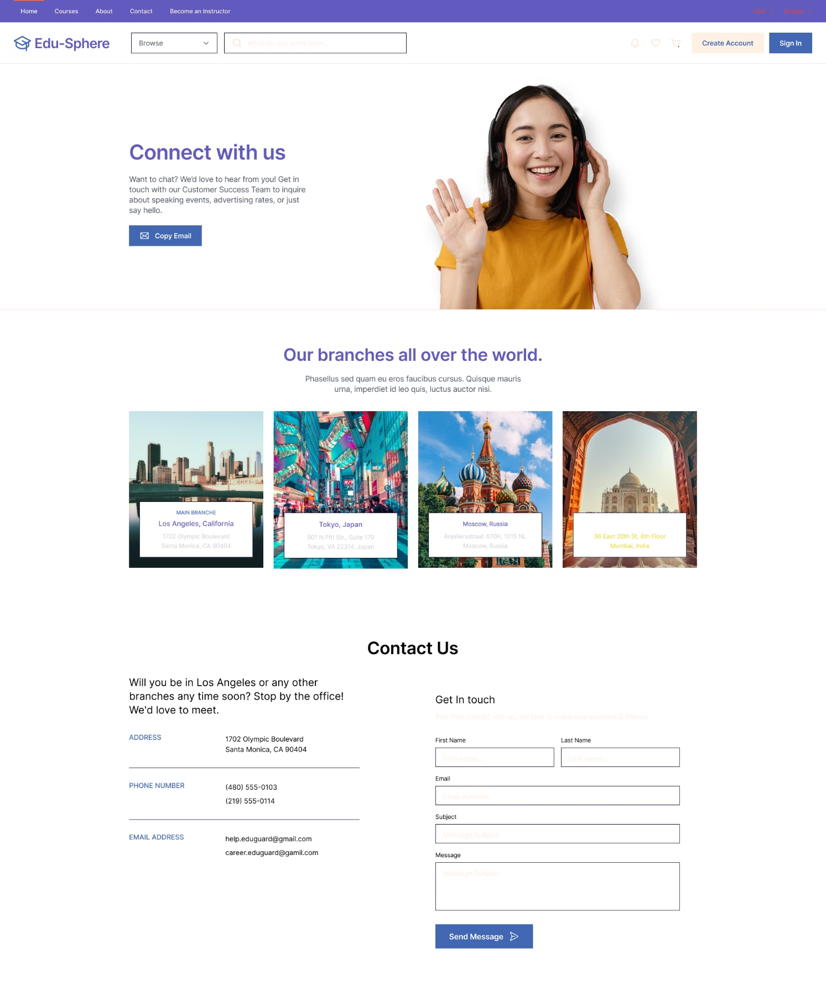 Home Courses About Contact Become an Instructor USD English
Edu-Sphere Browse What do you want learn... Create Account Sign In
Connect with us
Want to chat? We'd love to hear from you! Get in
touch with our Customer Success Team to inquire
about speaking events, advertising rates, or just
say hello.
Copy Email
Our branches all over the world.
Phasellus sed quam eu eros faucibus cursus. Quisque mauris
urna, imperdiet id leo quis, luctus auctor nisi.
MAIN BRANCHE
Los Angeles, California
1702 Olympic Boulevard
Santa Monica, CA 90404
Tokyo, Japan
901 N Pitt Str., Suite 170
Tokyo, VA 22314, Japan
Moscow, Russia
Anjeliersstraat 470H, 1015 NL
Moscow, Russia
36 East 20th St, 6th Floor
Mumbai, India
Contact Us
Will you be in Los Angeles or any other
branches any time soon? Stop by the office!
We'd love to meet.
ADDRESS
1702 Olympic Boulevard
Santa Monica, CA 90404
PHONE NUMBER
(480) 555-0103
(219) 555-0114
EMAIL ADDRESS
help.eduguard@gmail.com
career.eduguard@gamil.com
Get In touch
Feel free contact with us, we love to make new partners & friends
First Name Last Name
First name... Last name...
Email
Email Address
Subject
Message Subject
Message
Message Subject
Send Message